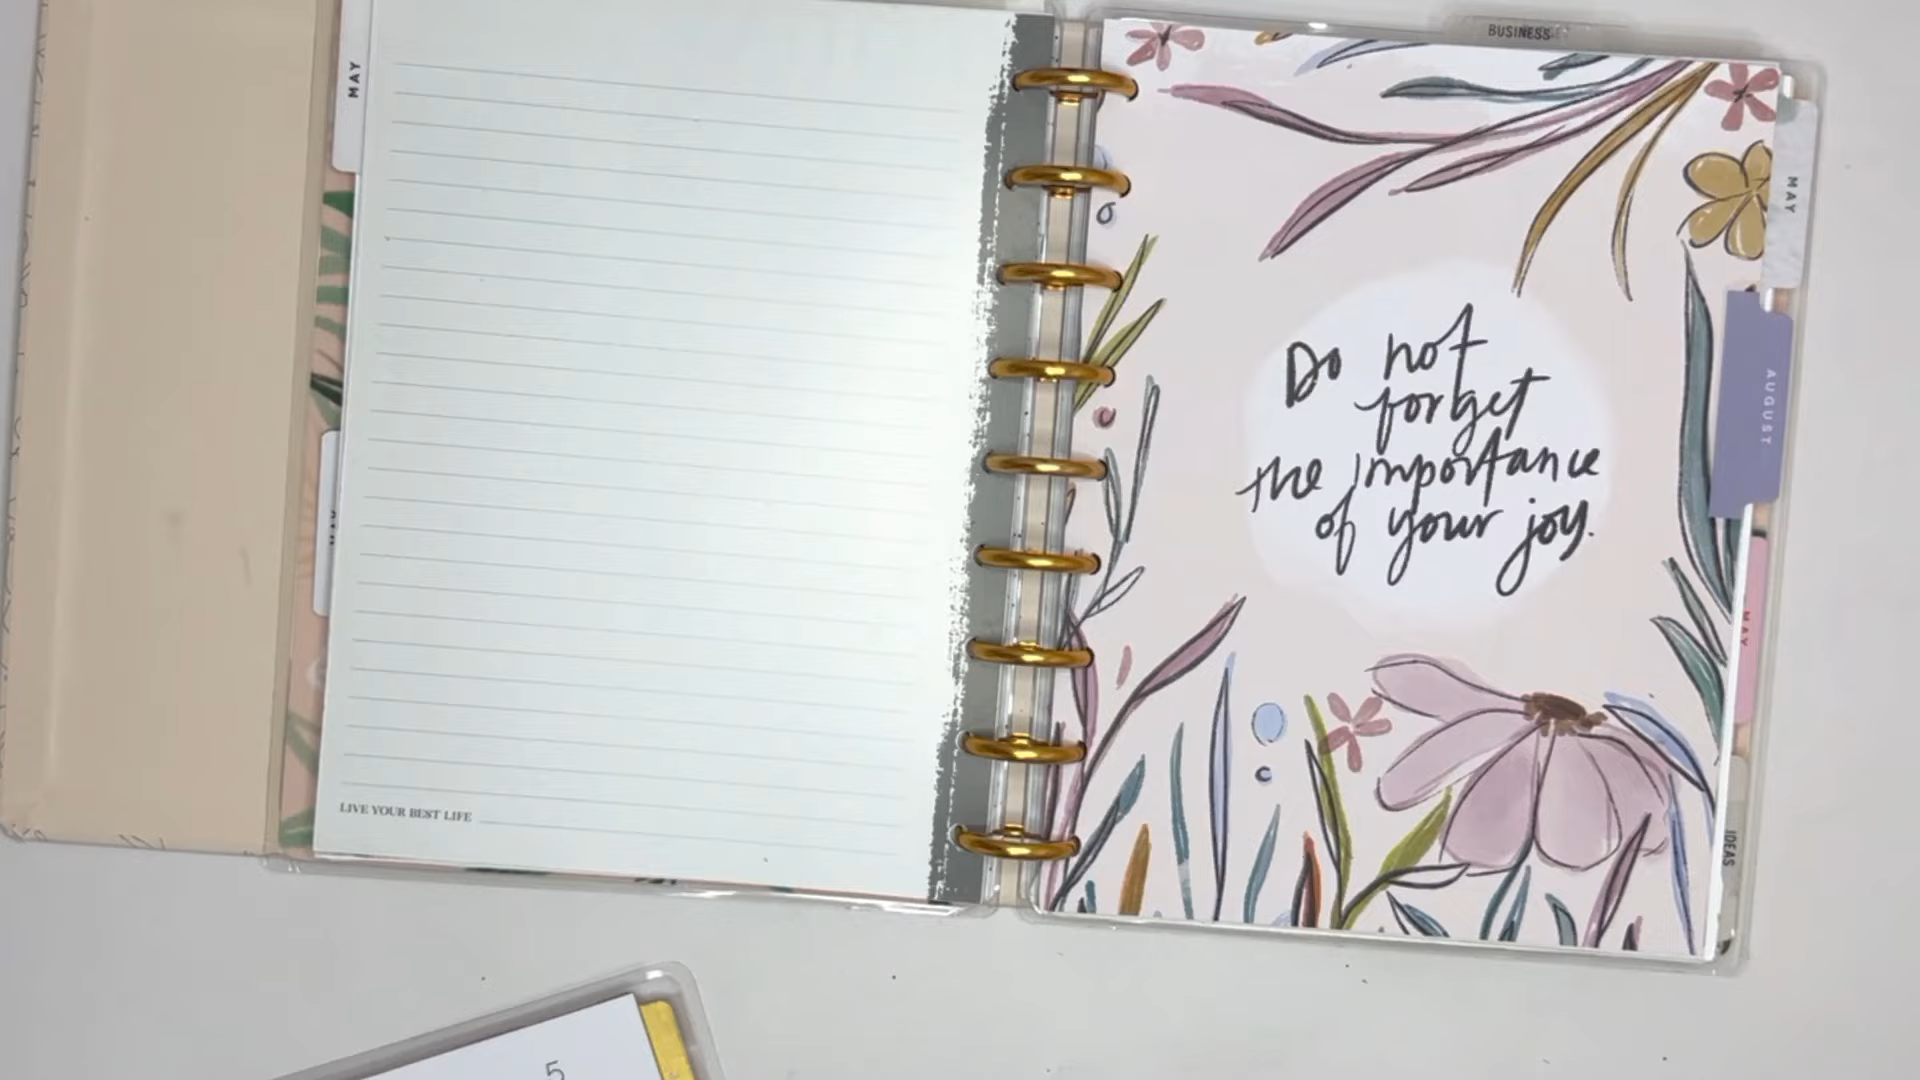 MAY
LIVE YOUR BEST LIFE
BUSINESS
Do not
forget
the importance
of your joy.
MAY
AUGUST
MAY
IDEAS
5